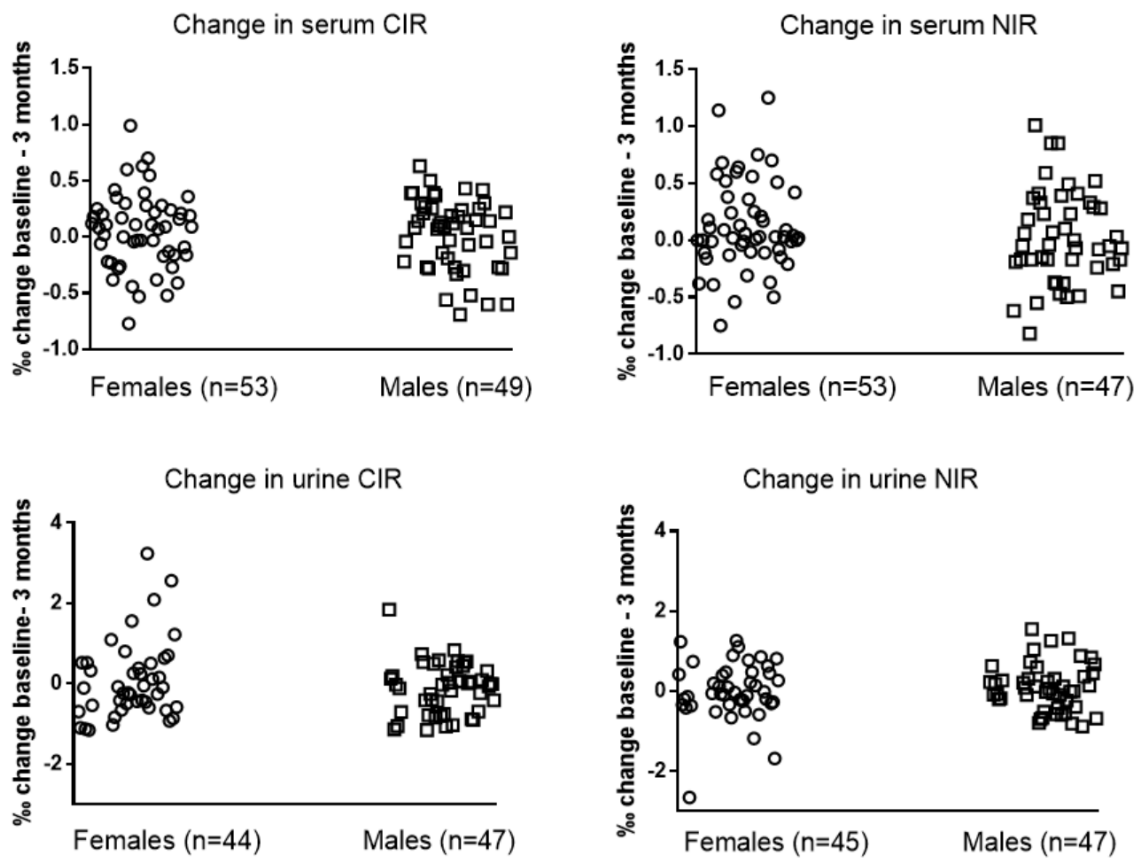 Change in serum CIR
‰ change baseline - 3 months
1.5
1.0
0.5
0.0
-0.5
-1.0
Females (n=53)
Males (n=49)
Change in serum NIR
‰ change baseline - 3 months
1.5
1.0
0.5
0.0
-0.5
-1.0
Females (n=53)
Males (n=47)
Change in urine CIR
‰ change baseline- 3 months
4
2
0
-2
Females (n=44)
Males (n=47)
Change in urine NIR
‰ change baseline - 3 months
4
2
0
-2
Females (n=45)
Males (n=47)